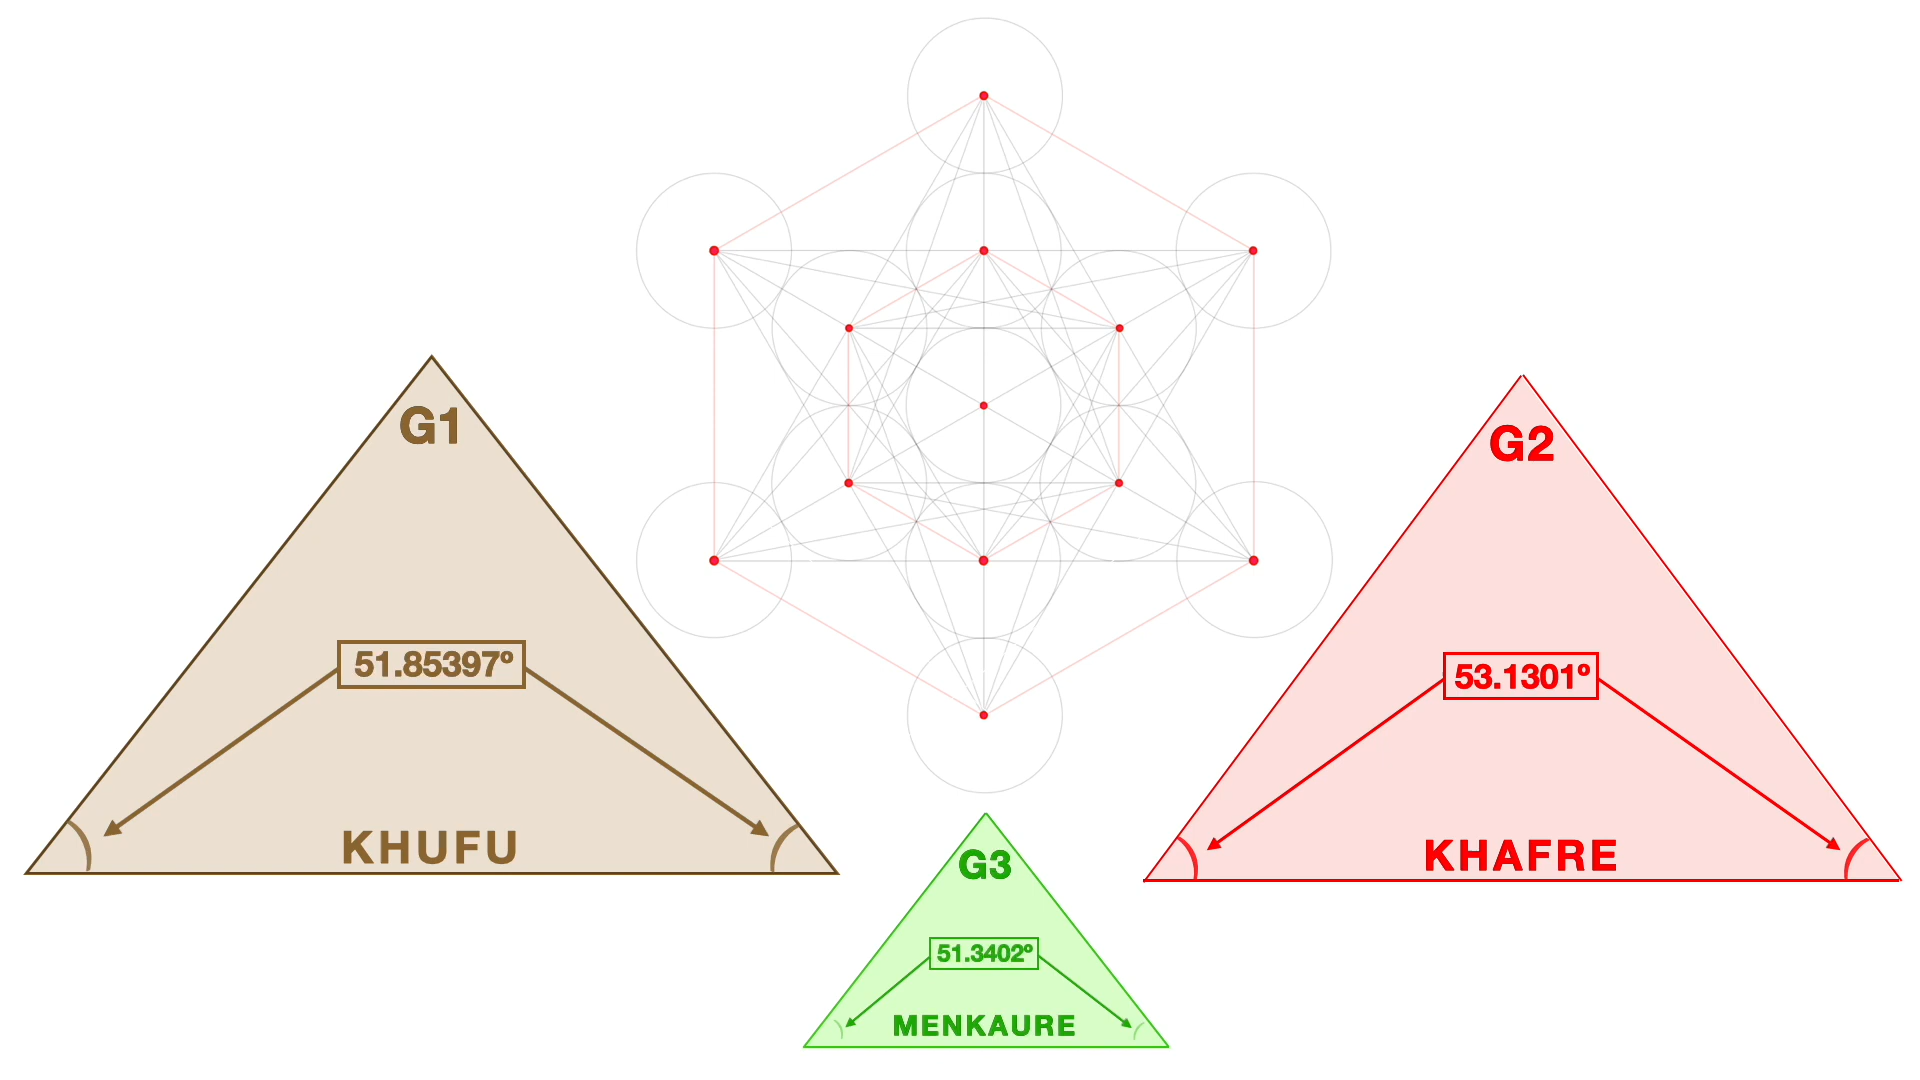 G1
51.85397º
KHUFU
G2
53.1301º
KHAFRE
G3
51.3402º
MENKAURE